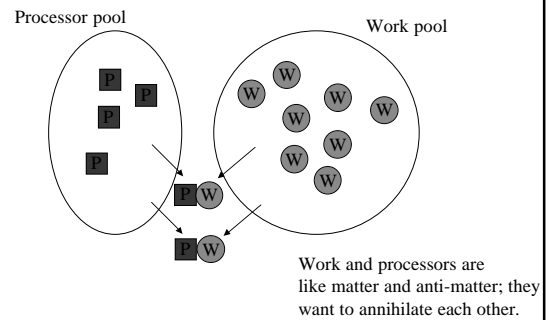 Processor pool
Work pool
P
P
P
P
W
W
W
W
W
W
W
W
P W
P W
Work and processors are
like matter and anti-matter; they
want to annihilate each other.